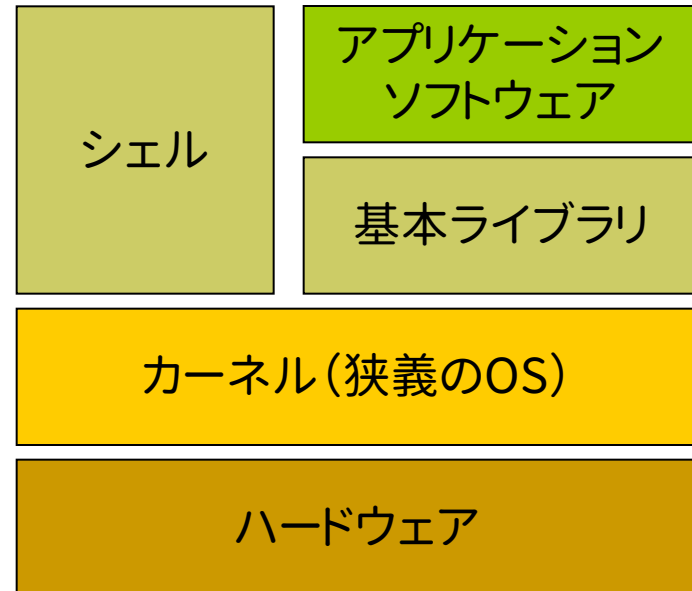 シェル
アプリケーション
ソフトウェア
基本ライブラリ
カーネル（狭義のOS）
ハードウェア